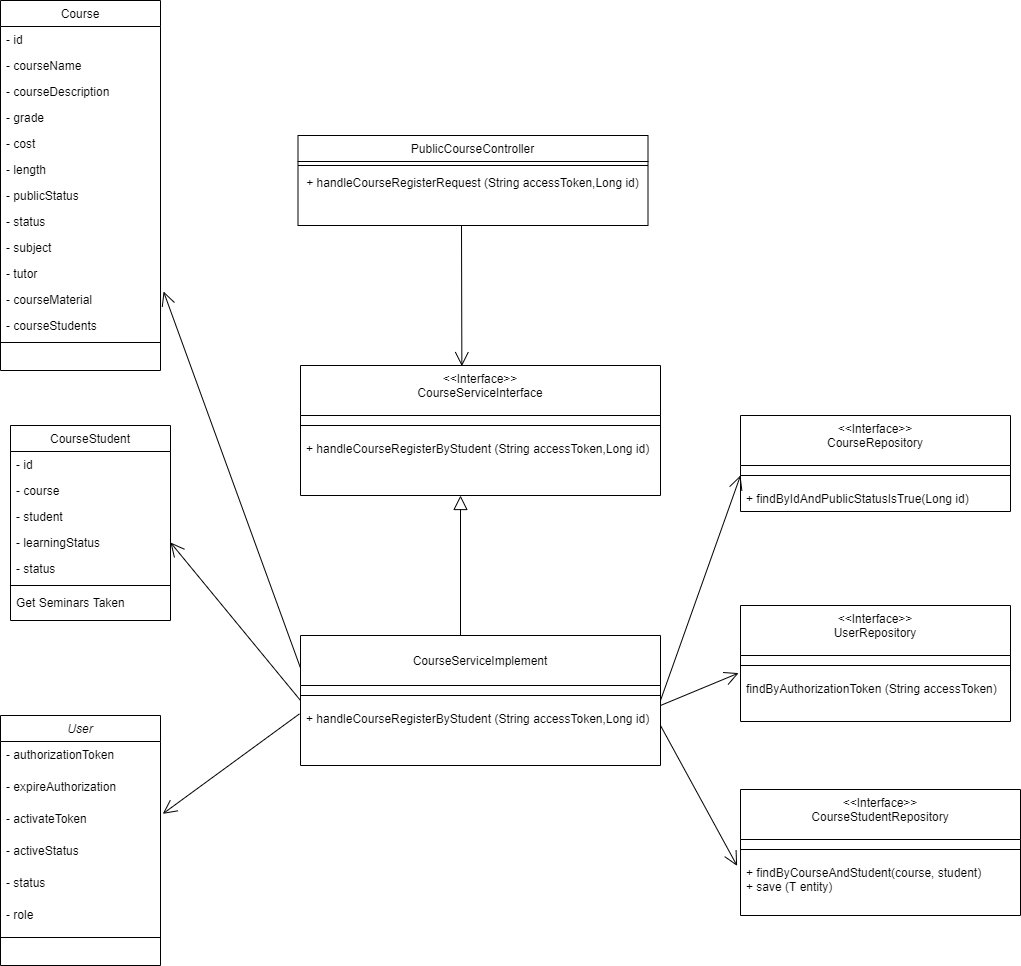 Course
- id
- courseName
- courseDescription
- grade
- cost
- length
- publicStatus
- status
- subject
- tutor
- courseMaterial
- courseStudents
PublicCourseController
+ handleCourseRegisterRequest (String accessToken,Long id)
<<Interface>>
CourseServiceInterface
+ handleCourseRegisterByStudent (String accessToken,Long id)
CourseStudent
- id
- course
- student
- learningStatus
- status
Get Seminars Taken
<<Interface>>
CourseRepository
+ findByIdAndPublicStatusIsTrue(Long id)
<<Interface>>
UserRepository
findByAuthorizationToken (String accessToken)
CourseServiceImplement
+ handleCourseRegisterByStudent (String accessToken,Long id)
User
- authorizationToken
- expireAuthorization
- activateToken
- activeStatus
- status
- role
<<Interface>>
CourseStudentRepository
+ findByCourseAndStudent(course, student)
+ save (T entity)